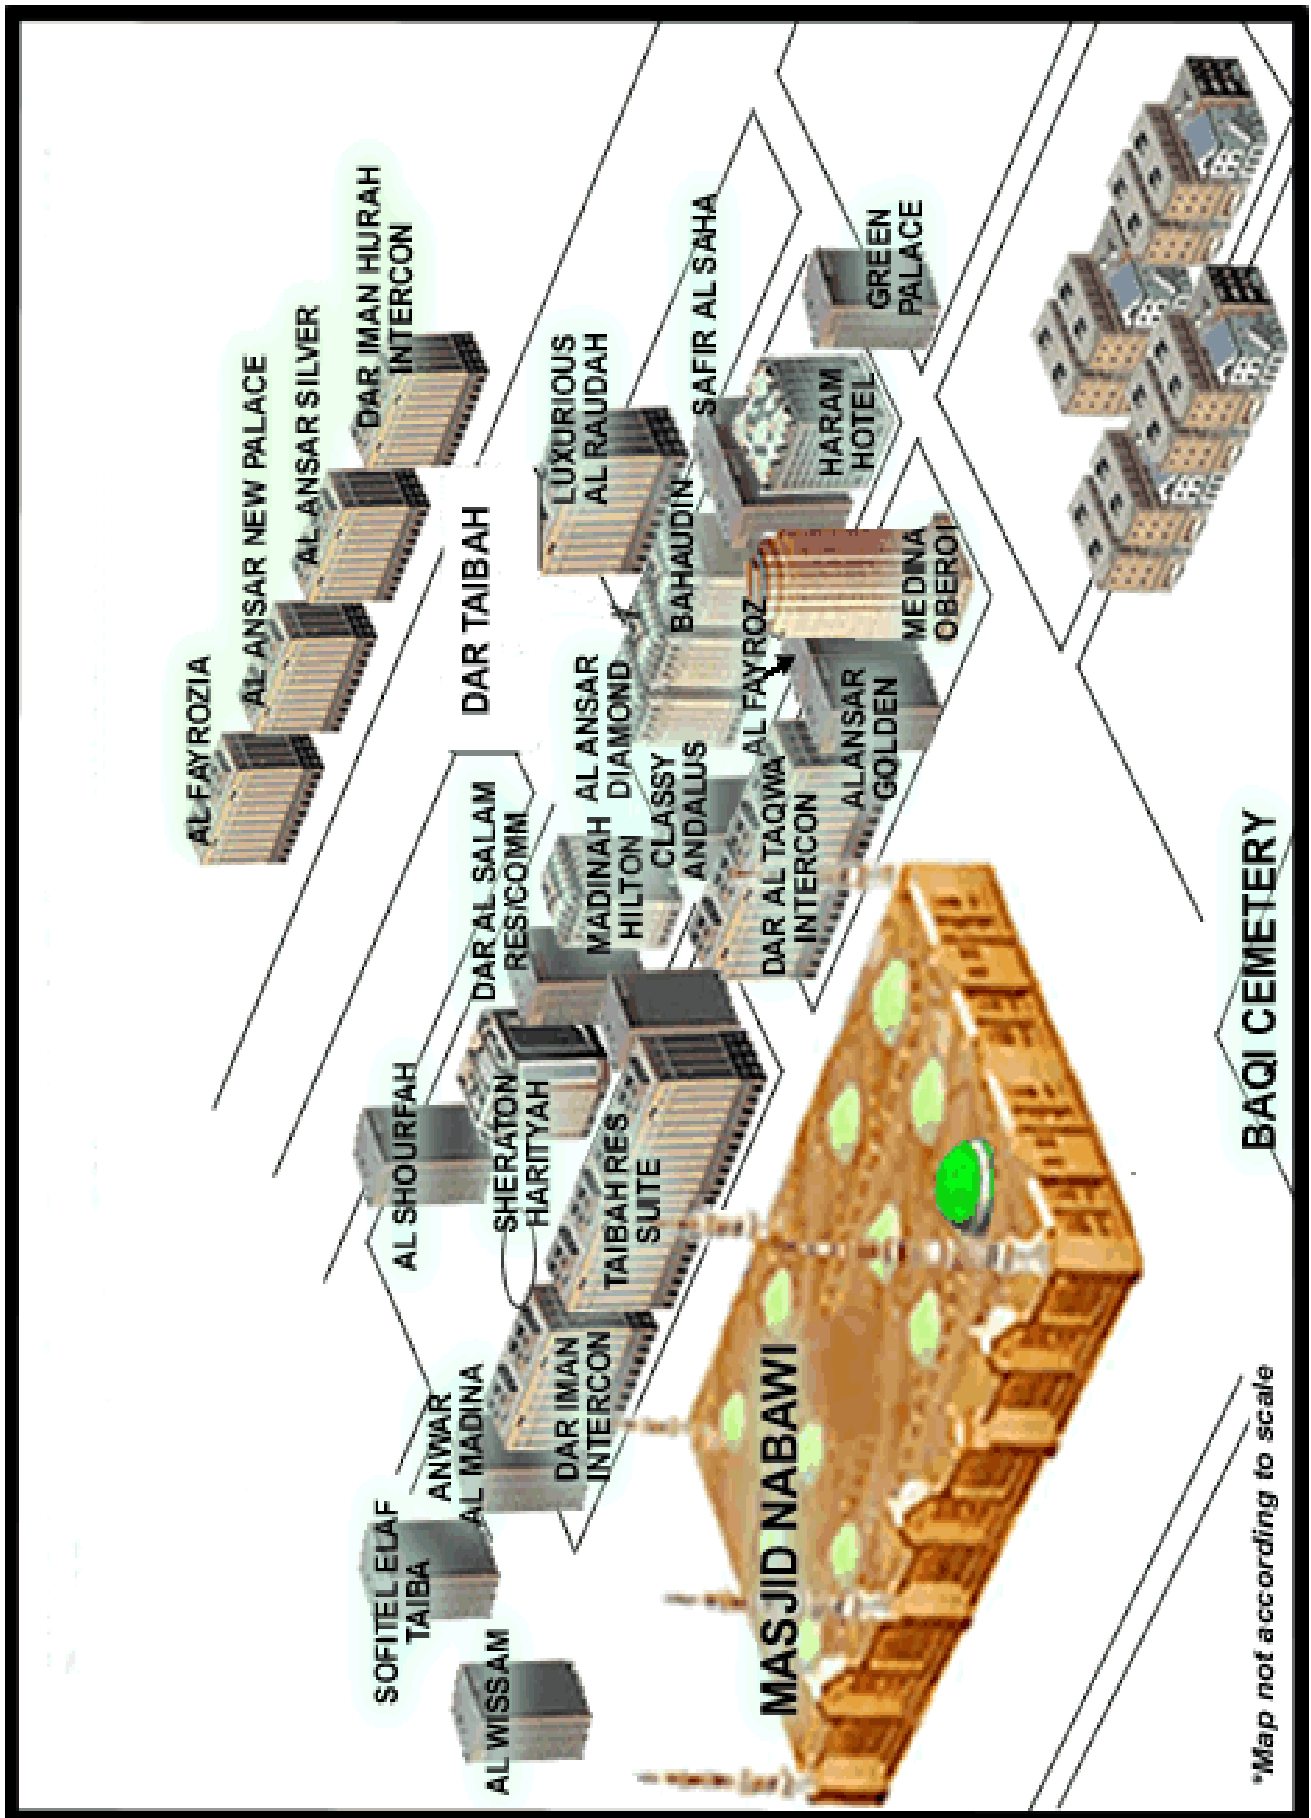 AL FAYROZIA
AL ANSAR NEW PALACE
AL ANSAR SILVER
DAR IMAN HIJRAH
INTERCON
DAR TAIBAH
LUXURIOUS
AL RAUDAH
SAFIR AL SAHA
GREEN
PALACE
HARAM
HOTEL
BAHAUDIN
MEDINA
OBEROI
AL FAYROZ
ALANSAR
GOLDEN
AL ANSAR
DIAMOND
CLASSY
ANDALUS
DAR AL TAQWA
INTERCON
MADINAH
HILTON
DAR AL SALAM
RES/COMM
AL SHOURFAH
SHERATON
HARITYAH
TAIBAH RES
SUITE
DAR IMAN
INTERCON
ANWAR
AL MADINA
SOFITEL ELAF
TAIBA
AL WISSAM
MASJID NABAWI
BAQI CEMETERY
*Map not according to scale